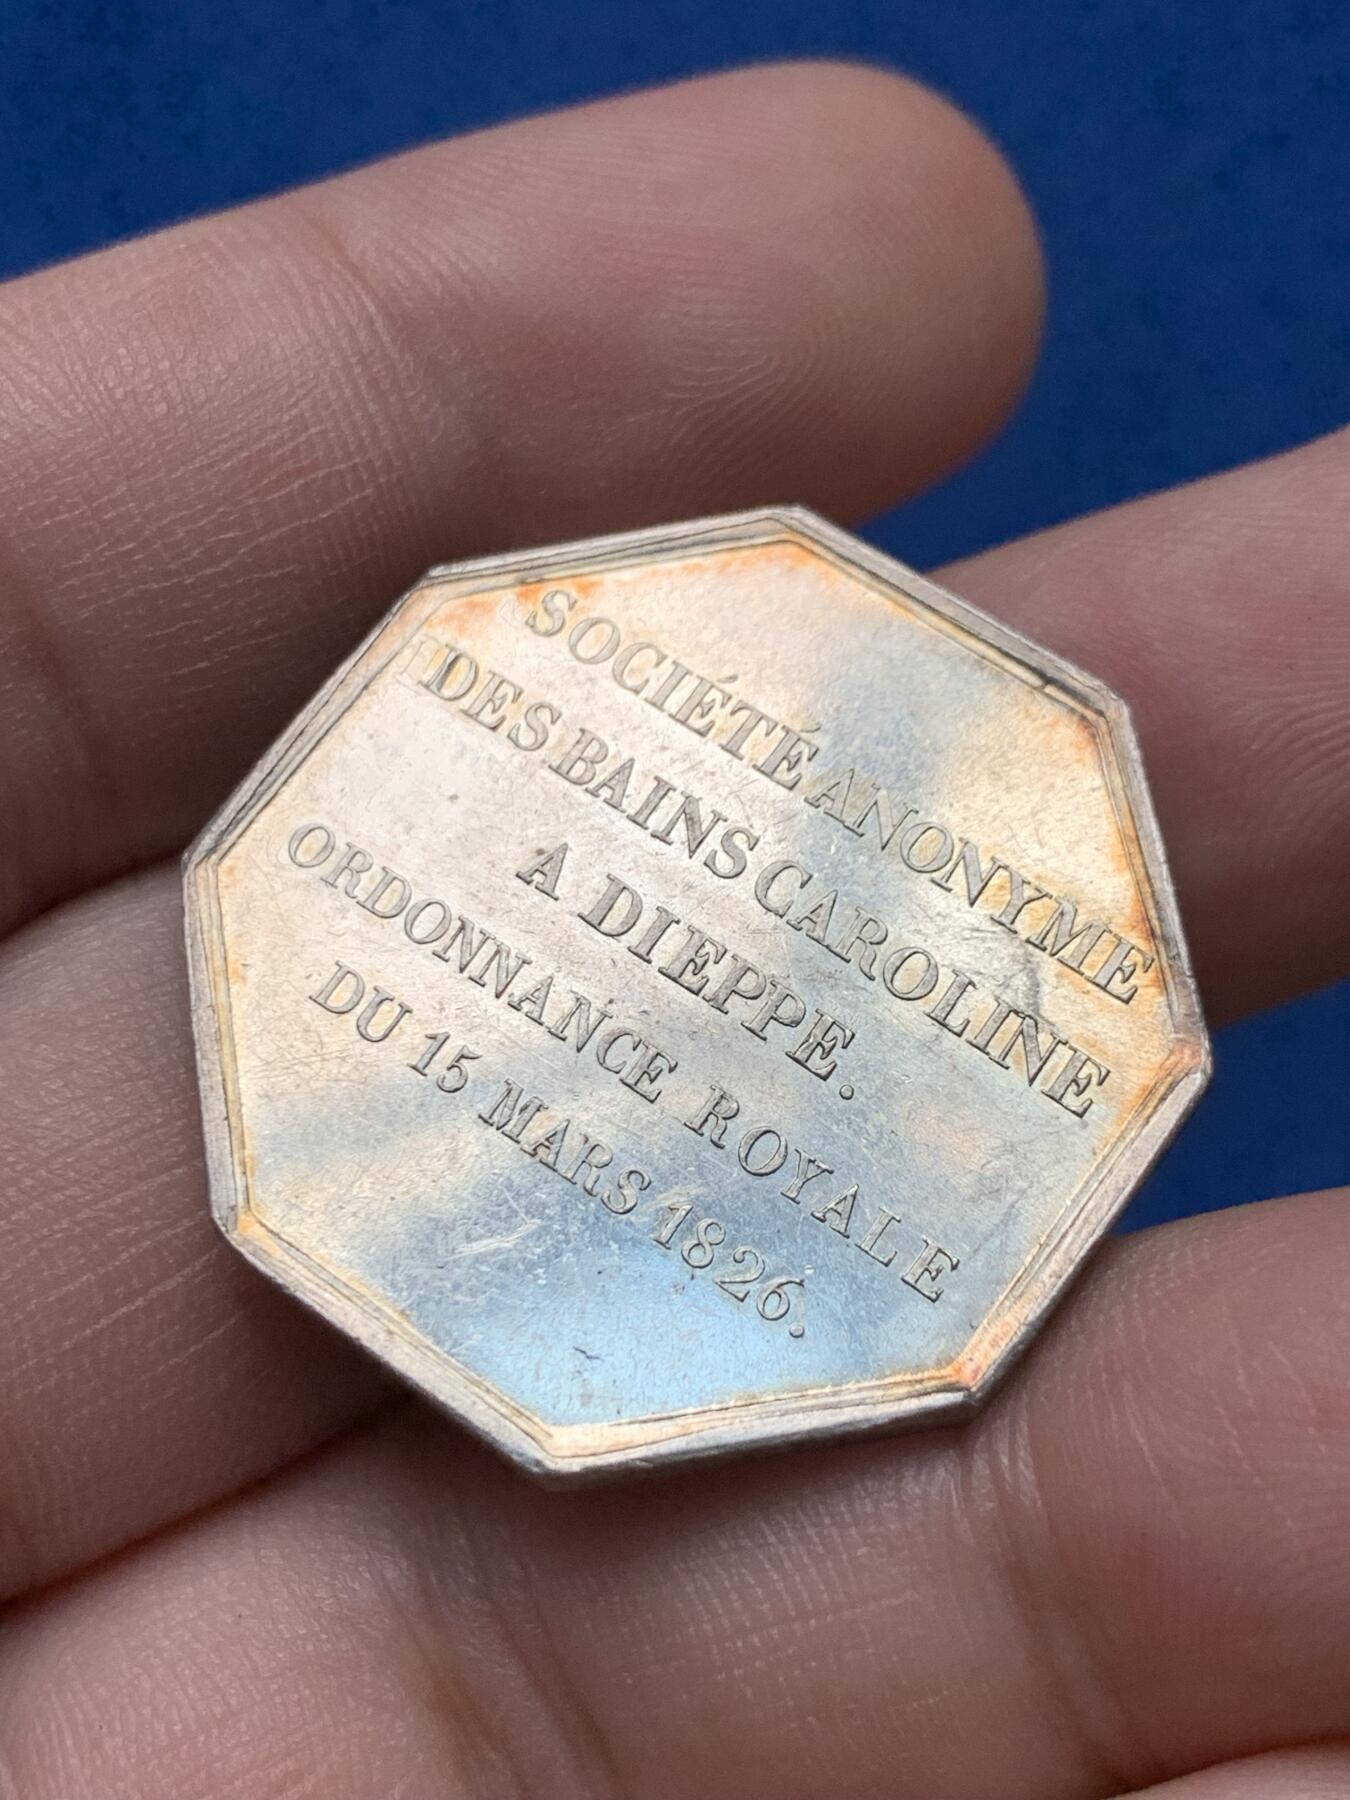 SOCIÉTÉ ANONYME
DES BAINS CAROLINE
A DIEPPE.
ORDONNANCE ROYALE
DU 15 MARS 1826.